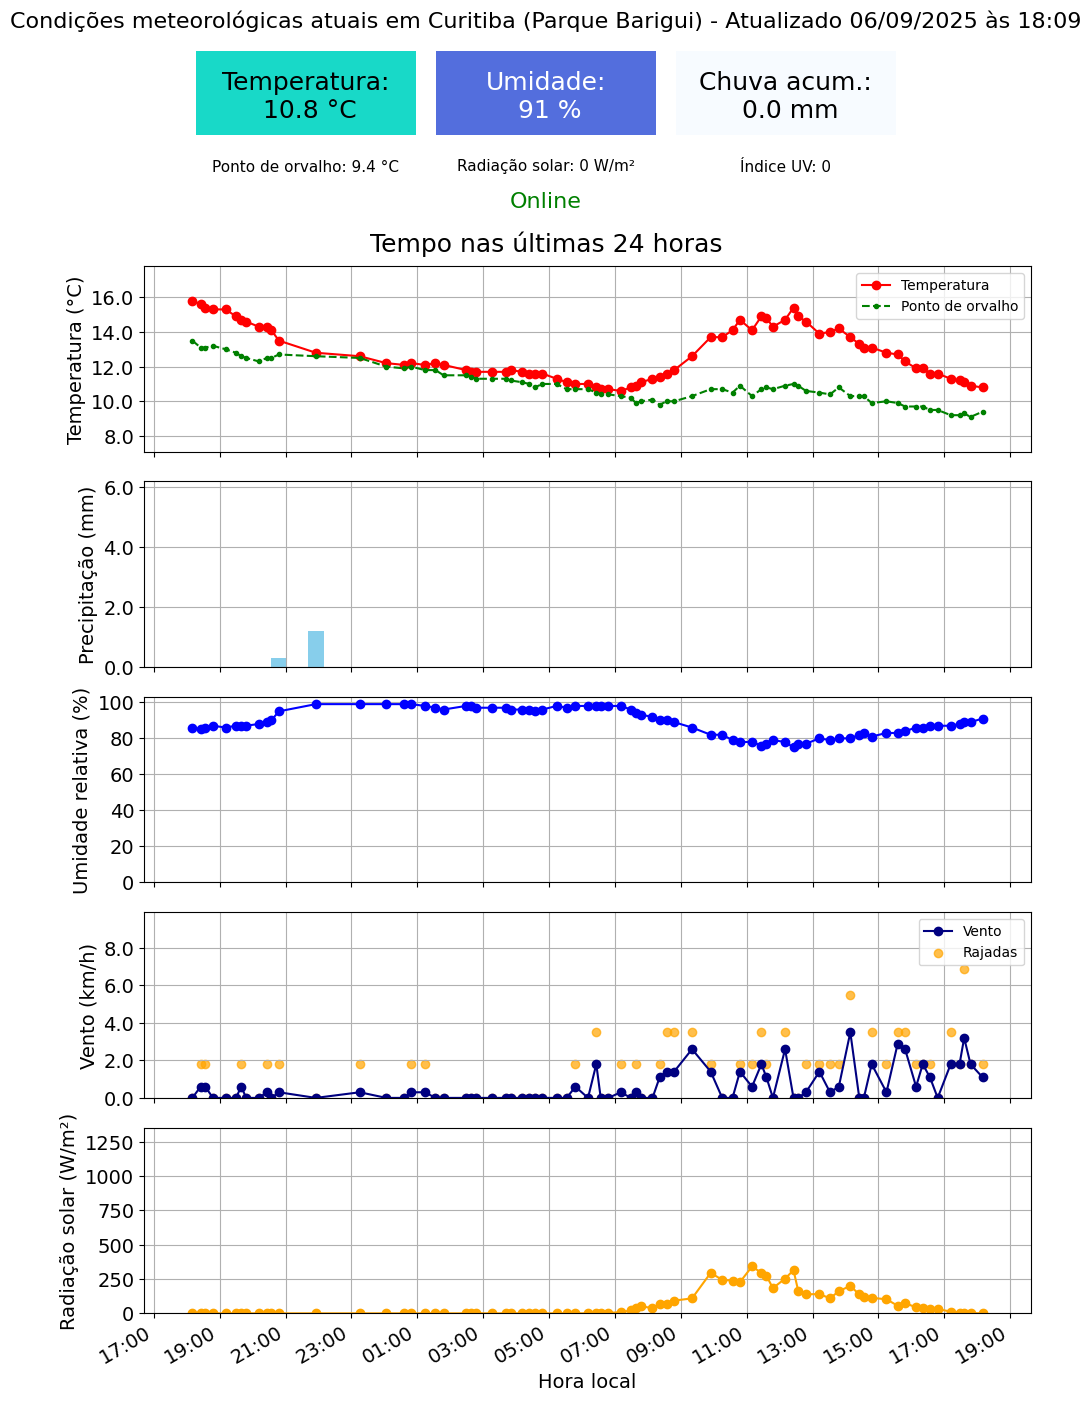 Condições meteorológicas atuais em Curitiba (Parque Barigui) - Atualizado 06/09/2025 às 18:09
Temperatura:
10.8 °C
Umidade:
91 %
Chuva acum.:
0.0 mm
Ponto de orvalho: 9.4 °C
Radiação solar: 0 W/m²
Índice UV: 0
Online
Tempo nas últimas 24 horas
Temperatura (°C)
16.0
14.0
12.0
10.0
8.0
Temperatura
Ponto de orvalho
Precipitação (mm)
6.0
4.0
2.0
0.0
Umidade relativa (%)
100
80
60
40
20
0
Vento (km/h)
8.0
6.0
4.0
2.0
0.0
Vento
Rajadas
Radiação solar (W/m²)
1250
1000
750
500
250
0
17:00
19:00
21:00
23:00
01:00
03:00
05:00
07:00
09:00
11:00
13:00
15:00
17:00
19:00
Hora local